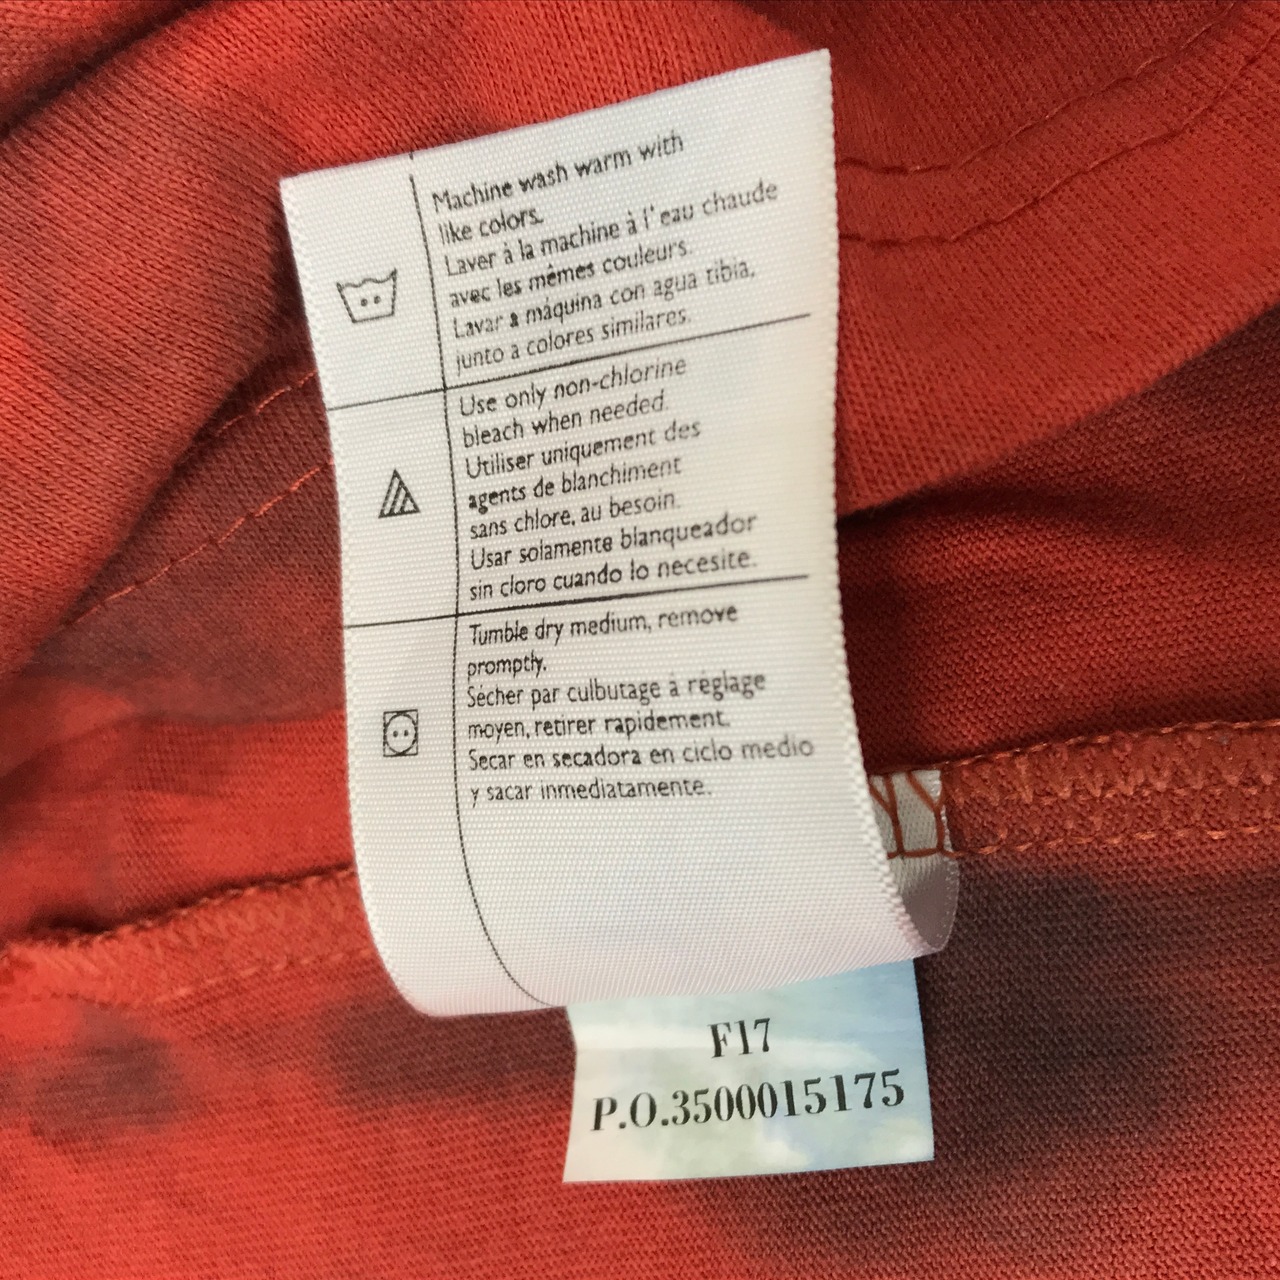 Machine wash warm with
like colors.
Laver à la machine à l'eau chaude
avec les mêmes couleurs.
Lavar a máquina con agua tibia,
junto a colores similares.
Use only non-chlorine
bleach when needed.
Utiliser uniquement des
agents de blanchiment
sans chlore, au besoin.
Usar solamente blanqueador
sin cloro cuando lo necesite.
Tumble dry medium, remove
promptly.
Sécher par culbutage à réglage
moyen, retirer rapidement.
Secar en secadora en ciclo medio
y sacar inmediatamente.
F17
P.O.3500015175